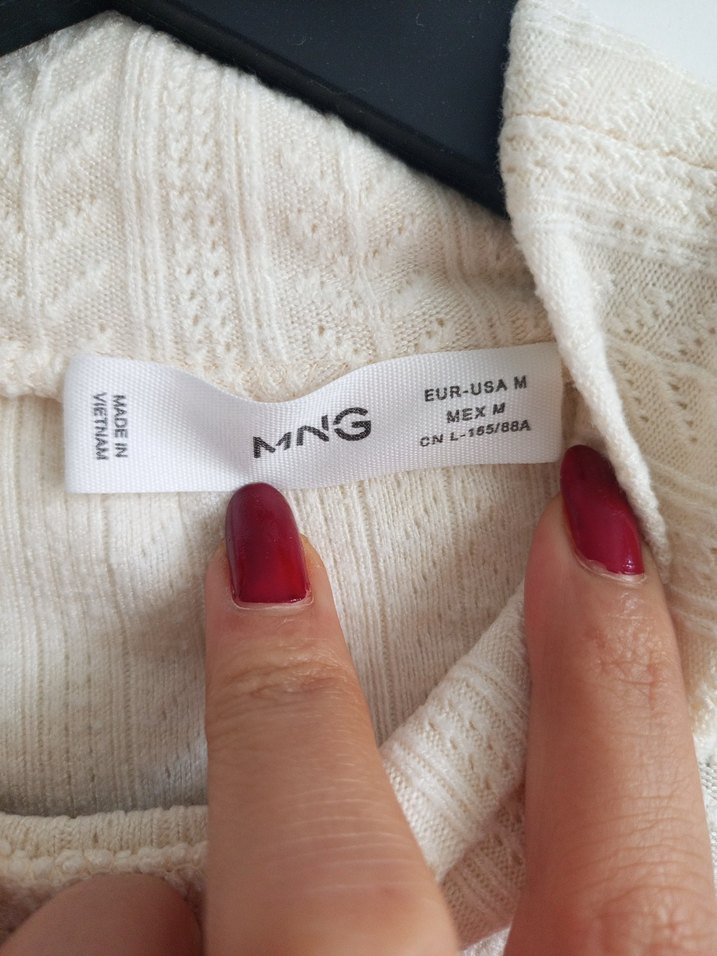 MADE IN
VIETNAM
MNG
EUR-USA M
MEX M
CN L-165/88A